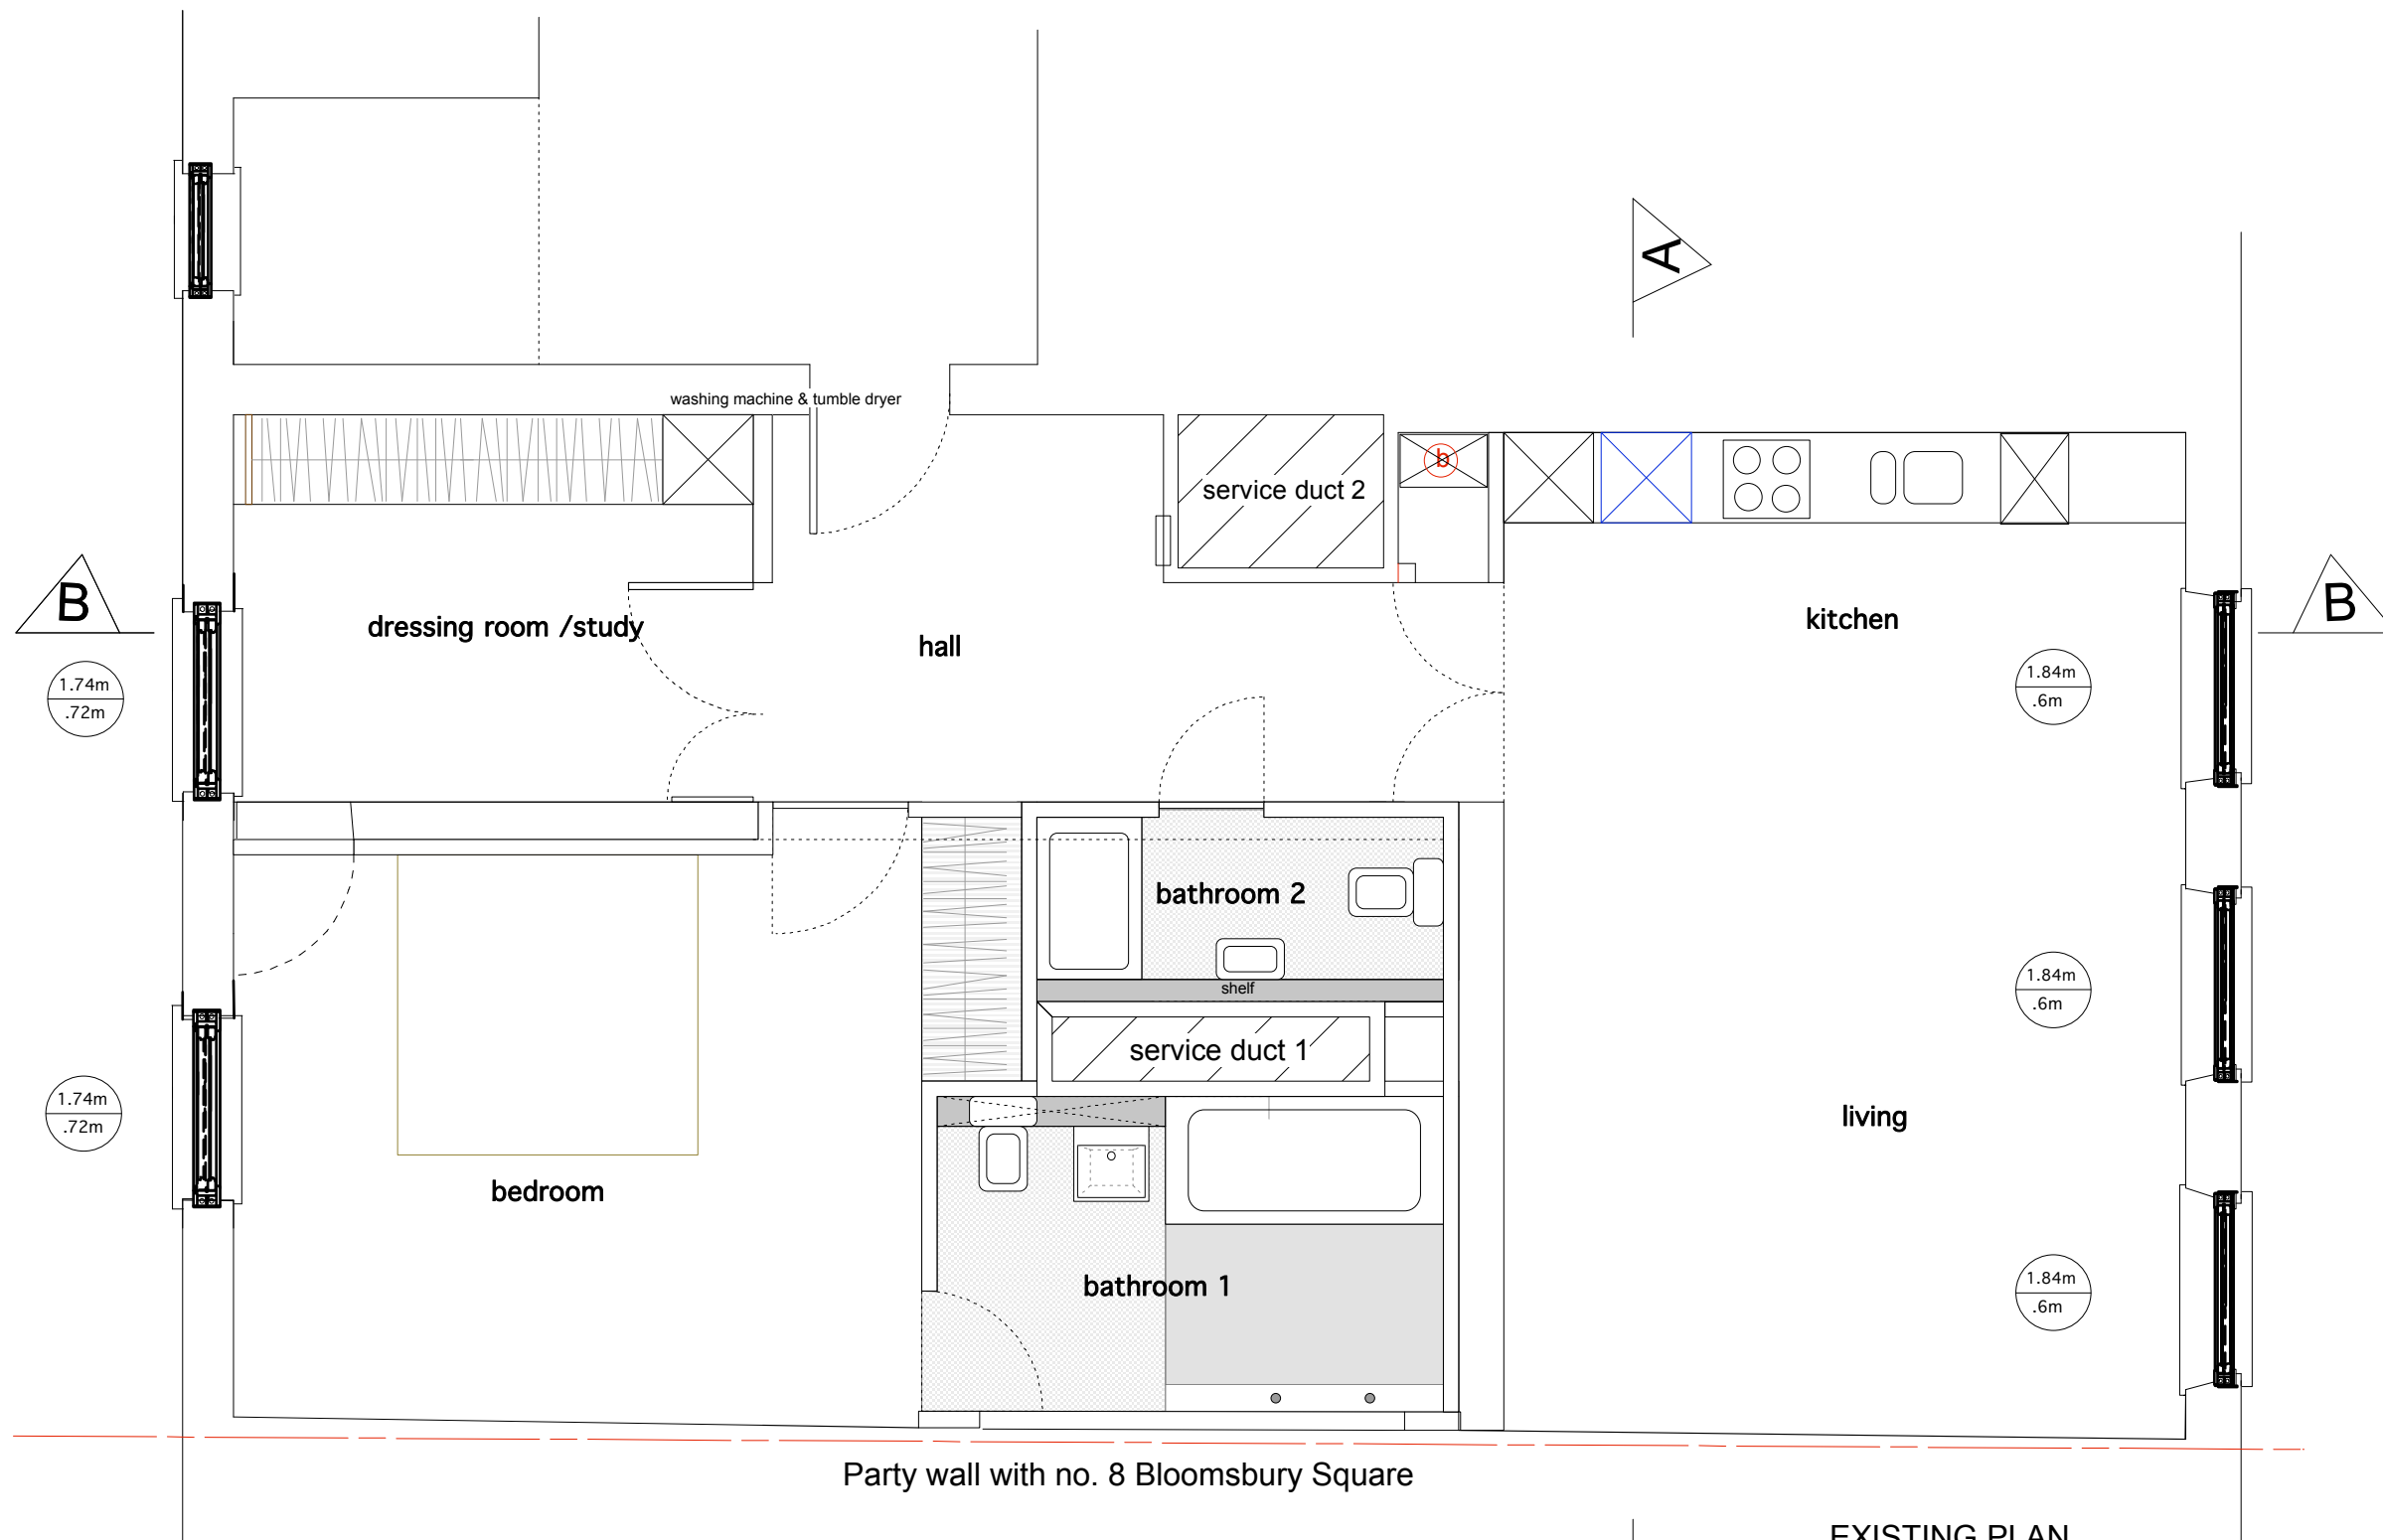 A
washing machine & tumble dryer
b
service duct 2
B
dressing room /study
hall
kitchen
B
1.74m
.72m
1.84m
.6m
bathroom 2
shelf
1.84m
.6m
service duct 1
1.74m
.72m
living
bedroom
bathroom 1
1.84m
.6m
Party wall with no. 8 Bloomsbury Square
EXISTING PLAN